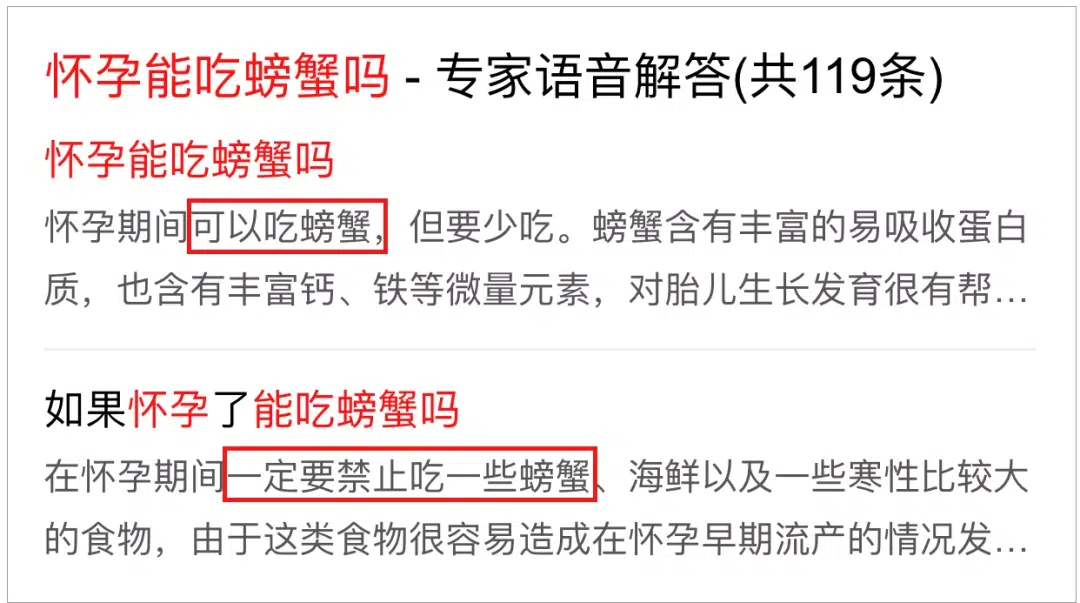 怀孕能吃螃蟹吗 - 专家语音解答(共119条)
怀孕能吃螃蟹吗
怀孕期间可以吃螃蟹，但要少吃。螃蟹含有丰富的易吸收蛋白
质，也含有丰富钙、铁等微量元素，对胎儿生长发育很有帮...
如果怀孕了能吃螃蟹吗
在怀孕期间一定要禁止吃一些螃蟹、海鲜以及一些寒性比较大
的食物，由于这类食物很容易造成在怀孕早期流产的情况发...